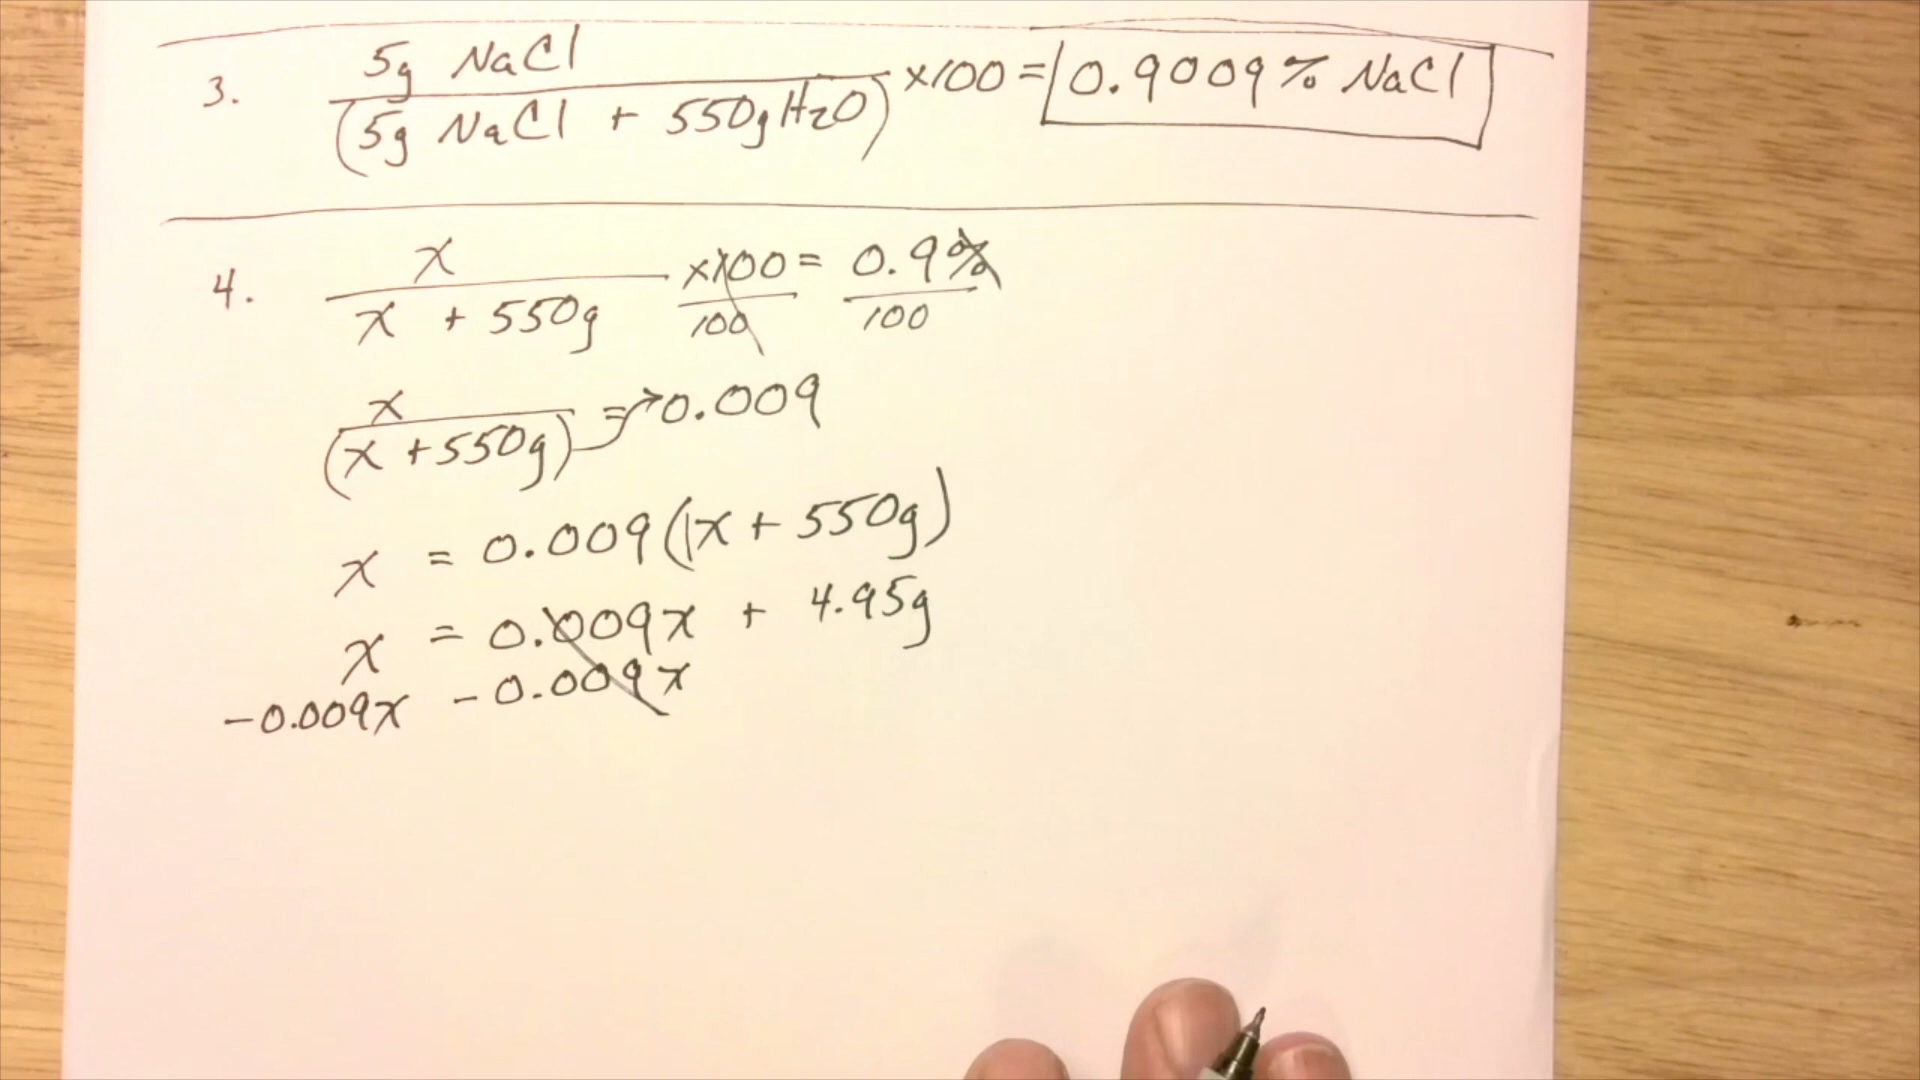 3. 5g NaCl / (5g NaCl + 550g H2O) x100 = 0.9009% NaCl
4. x / x + 550g x100 / 100 = 0.9% / 100
x / (x + 550g) = 0.009
x = 0.009(1x + 550g)
x = 0.009x + 4.95g
-0.009x - 0.009x